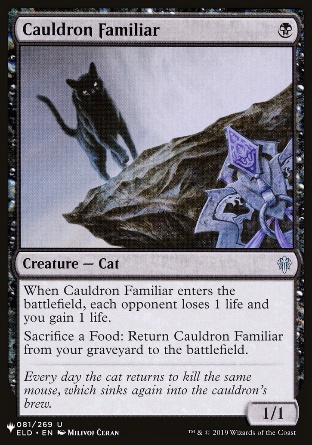 Cauldron Familiar
Creature — Cat
When Cauldron Familiar enters the
battlefield, each opponent loses 1 life and
you gain 1 life.
Sacrifice a Food: Return Cauldron Familiar
from your graveyard to the battlefield.
Every day the cat returns to kill the same
mouse, which sinks again into the cauldron's
brew.
1/1
081/269 U
ELD • EN Milivoj Ćeran
™ & © 2019 Wizards of the Coast